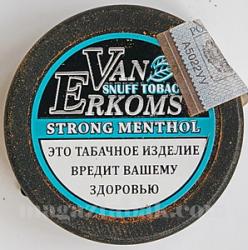 VAN
ERKOMS
SNUFF TOBAC
STRONG MENTHOL
ЭТО ТАБАЧНОЕ ИЗДЕЛИЕ
ВРЕДИТ ВАШЕМУ
ЗДОРОВЬЮ